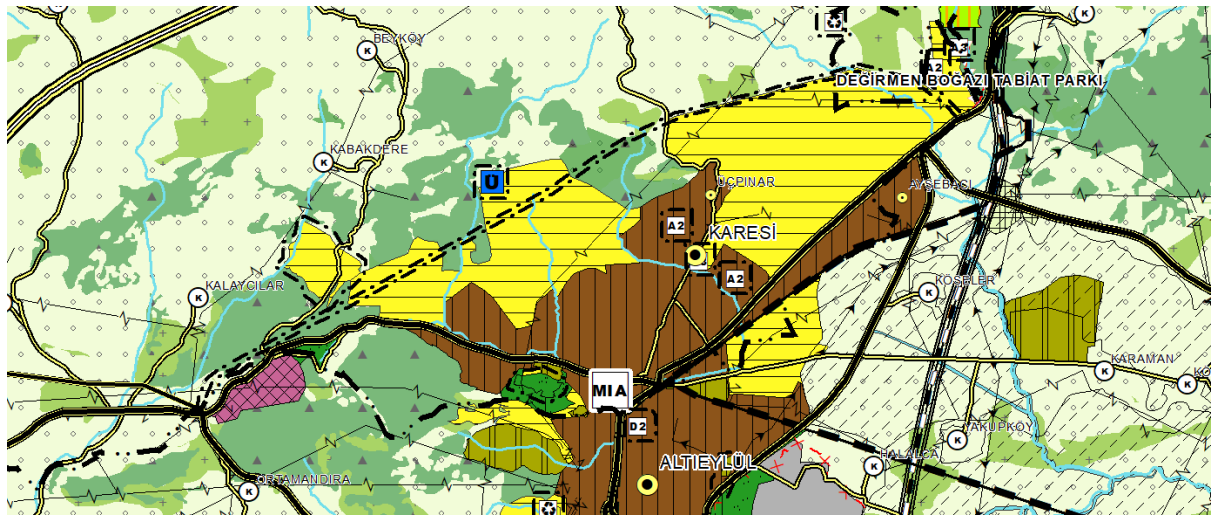 K
BEYKÖY
K
A3
A2
DEĞİRMEN BOĞAZI TABİAT PARKI
KABAKDERE
K
Ü
ÜÇPINAR
AYŞEBACI
A2
KARESİ
A2
KALAYCILAR
K
KÖSELER
K
KARAMAN
K
K
KÖ
MIA
D2
YAKUPKÖY
K
ALTIEYLÜL
HALALCA
K
ORTAMANDIRA
K